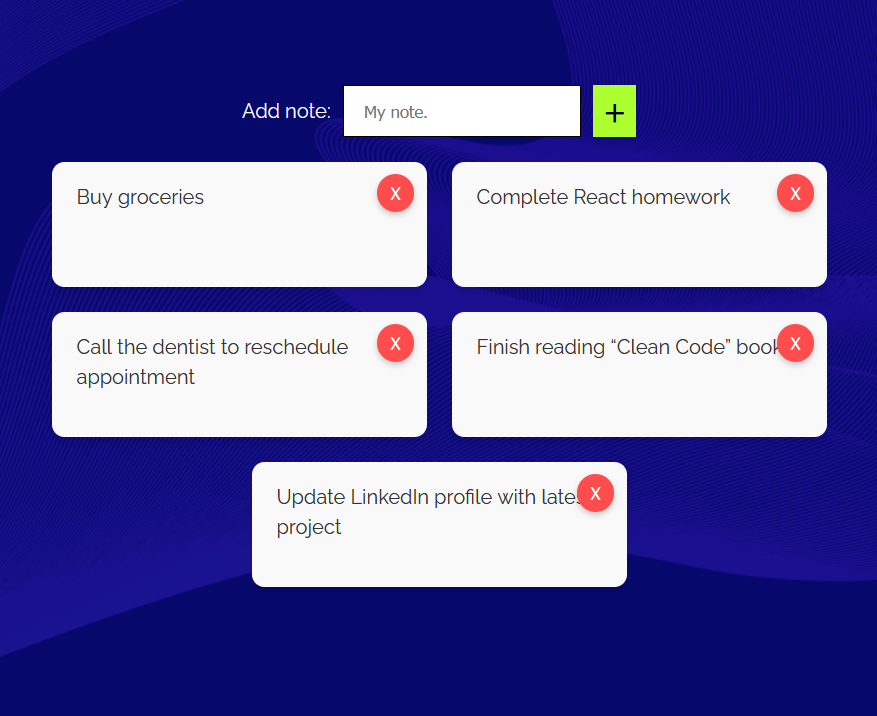 Add note: My note. +
Buy groceries X
Complete React homework X
Call the dentist to reschedule X
appointment
Finish reading “Clean Code” book X
Update LinkedIn profile with X
project